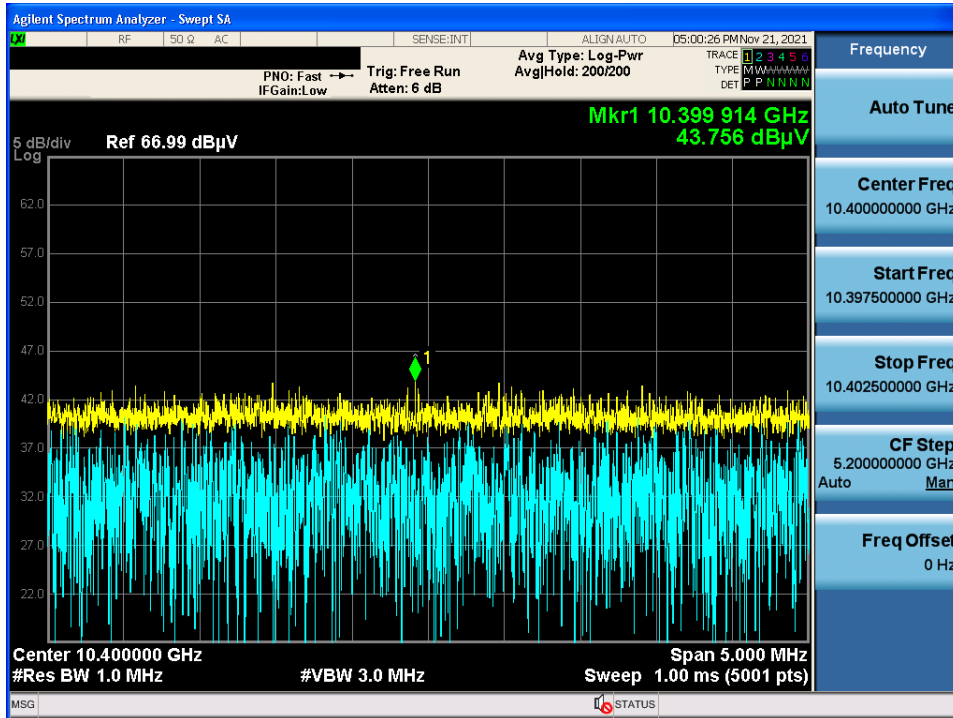 Agilent Spectrum Analyzer - Swept SA
LXI RF 50 Ω AC SENSE:INT ALIGN AUTO 05:00:26 PM Nov 21, 2021
Frequency
PNO: Fast
IFGain:Low
Trig: Free Run
Atten: 6 dB
Avg Type: Log-Pwr
Avg|Hold: 200/200
TRACE 1 2 3 4 5 6
TYPE MWWWWW
DET P P N N N N
Auto Tune
Mkr1 10.399 914 GHz
43.756 dBµV
5 dB/div Ref 66.99 dBµV
Log
62.0
57.0
52.0
47.0
42.0
37.0
32.0
27.0
22.0
1
Center Freq
10.400000000 GHz
Start Freq
10.397500000 GHz
Stop Freq
10.402500000 GHz
CF Step
5.200000000 GHz
Auto Man
Freq Offset
0 Hz
Center 10.400000 GHz Span 5.000 MHz
#Res BW 1.0 MHz #VBW 3.0 MHz Sweep 1.00 ms (5001 pts)
MSG STATUS